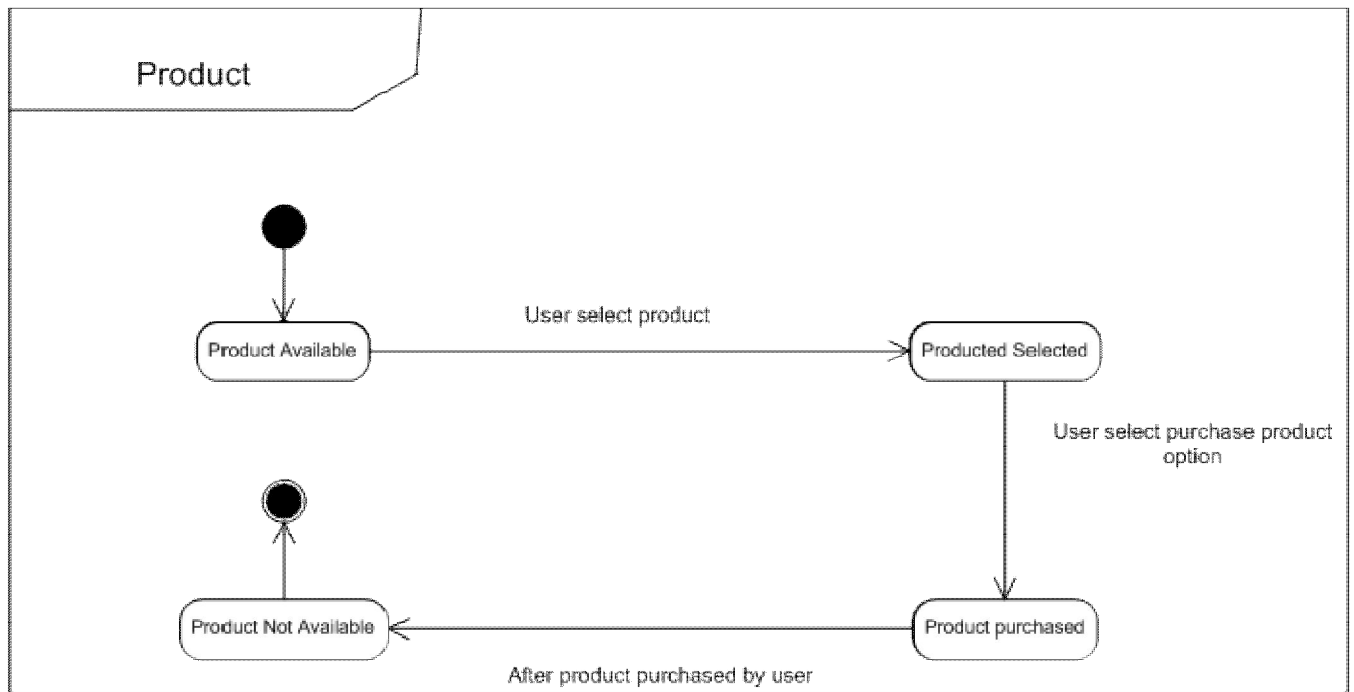 Product
User select product
Product Available
Producted Selected
User select purchase product
option
Product Not Available
Product purchased
After product purchased by user